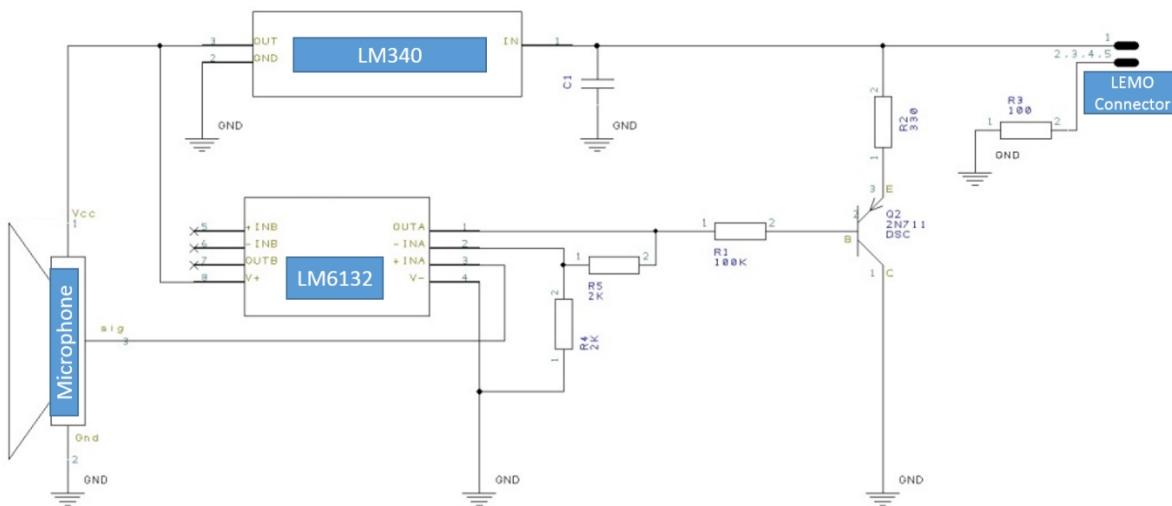 3 OUT IN 1
LM340
2 GND
C1
GND
GND
1
2.3.4.5
LEMO
Connector
R3
100
1 2
GND
2
R2
330
1
3 E
2
B
Q2
2N711
DSC
1 C
GND
Vcc
1
Microphone
sig
3
Gnd
2
GND
5 +INB OUTA 1
6 -INB -INA 2
7 OUTB +INA 3
8 V+ V- 4
LM6132
1 2
R5
2K
2
R4
2K
1
GND
1 2
R1
100K